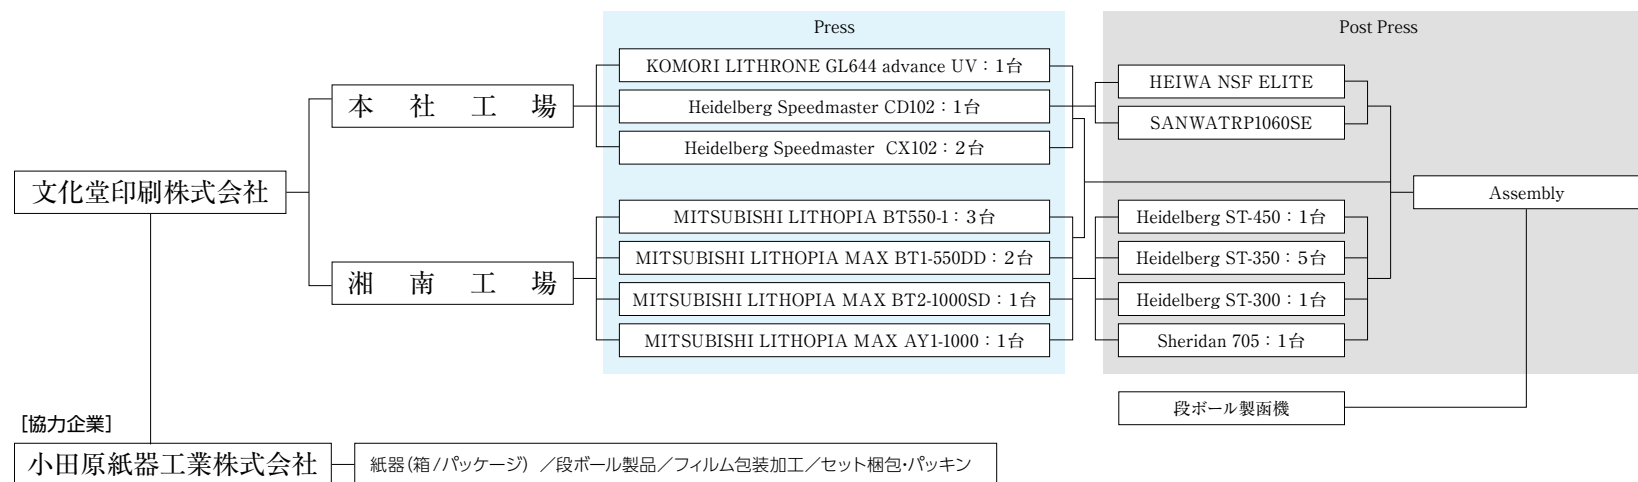 Press
Post Press
KOMORI LITHRONE GL644 advance UV：1台
Heidelberg Speedmaster CD102：1台
Heidelberg Speedmaster CX102：2台
HEIWA NSF ELITE
SANWATRP1060SE
本社工場
文化堂印刷株式会社
Assembly
湘南工場
MITSUBISHI LITHOPIA BT550-1：3台
MITSUBISHI LITHOPIA MAX BT1-550DD：2台
MITSUBISHI LITHOPIA MAX BT2-1000SD：1台
MITSUBISHI LITHOPIA MAX AY1-1000：1台
Heidelberg ST-450：1台
Heidelberg ST-350：5台
Heidelberg ST-300：1台
Sheridan 705：1台
段ボール製函機
［協力企業］
小田原紙器工業株式会社
紙器（箱/パッケージ）／段ボール製品／フィルム包装加工／セット梱包・パッキン